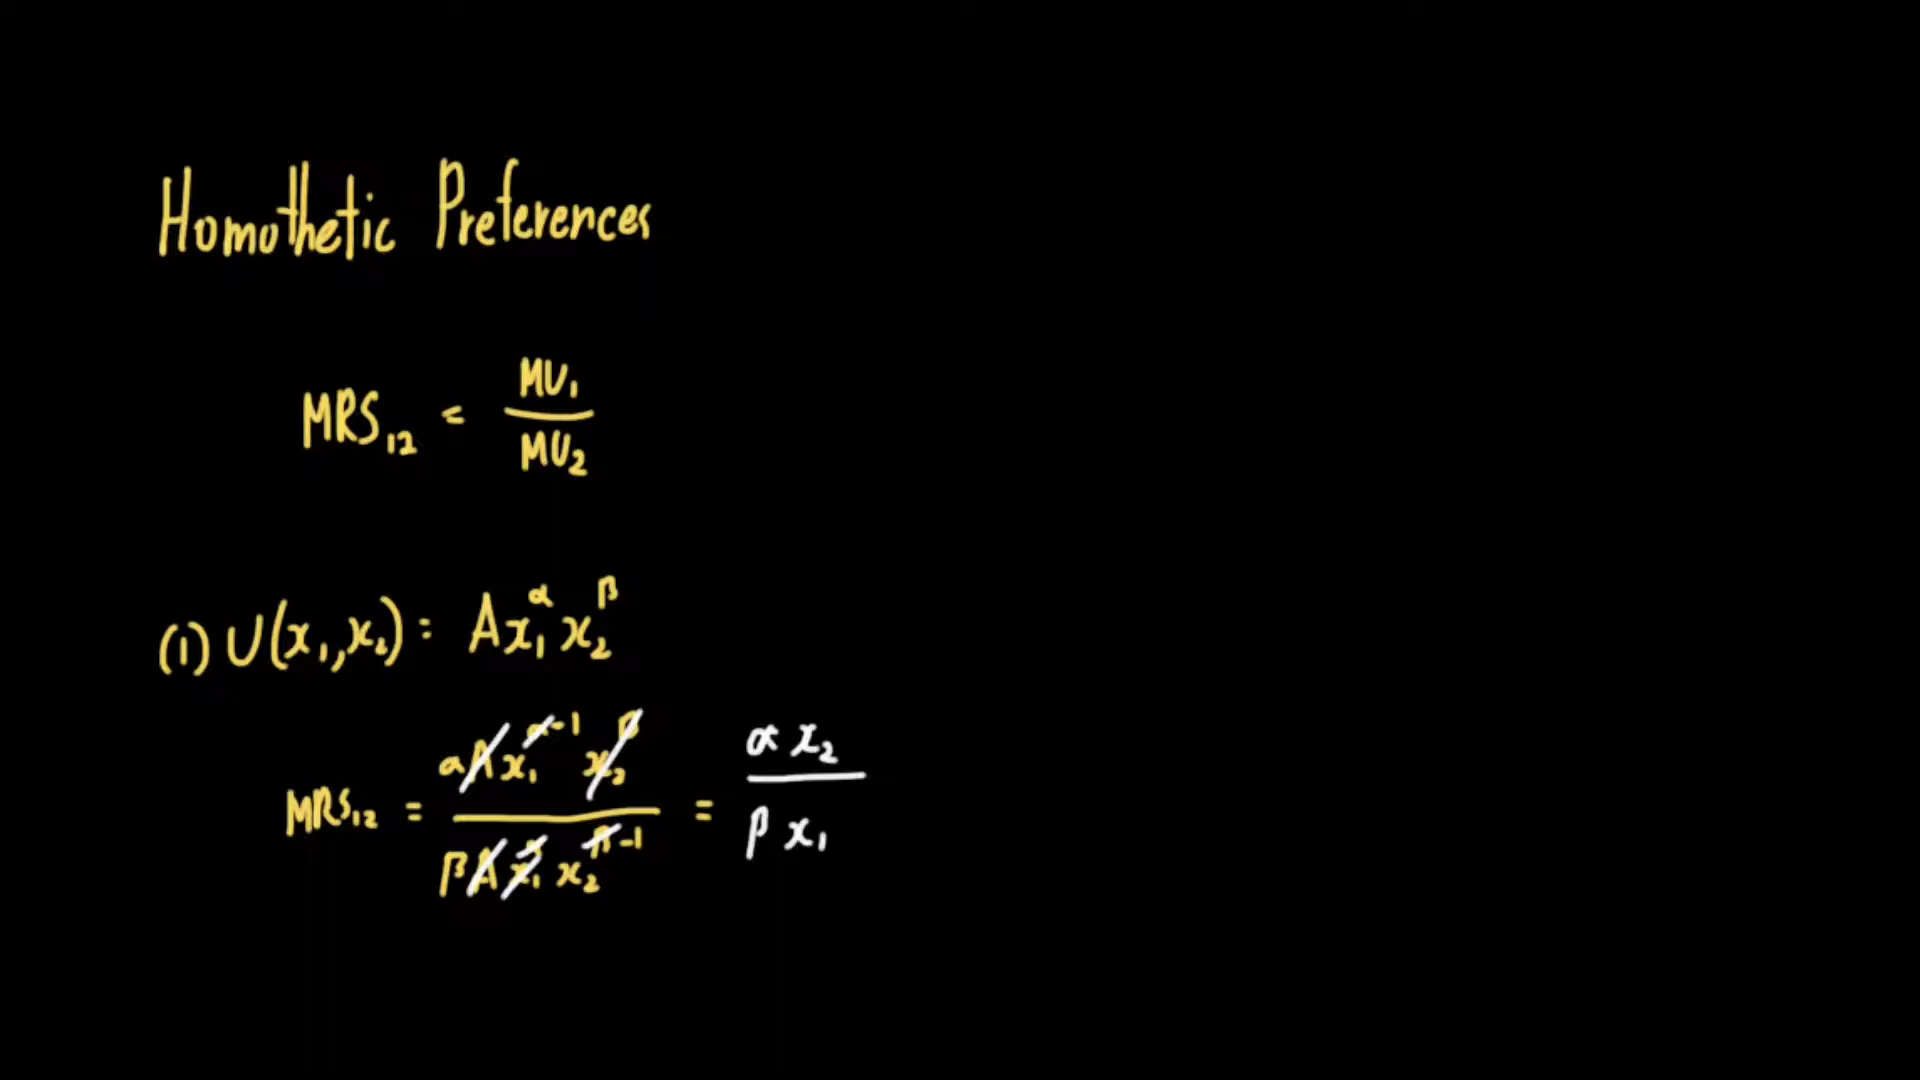 Homothetic Preferences
MRS₁₂ = MU₁/MU₂
(1) U(x₁,x₂) = Ax₁^α x₂^β
MRS₁₂ = αAx₁^(α-1) x₂^β / βAx₁^α x₂^(β-1) = αx₂ / βx₁